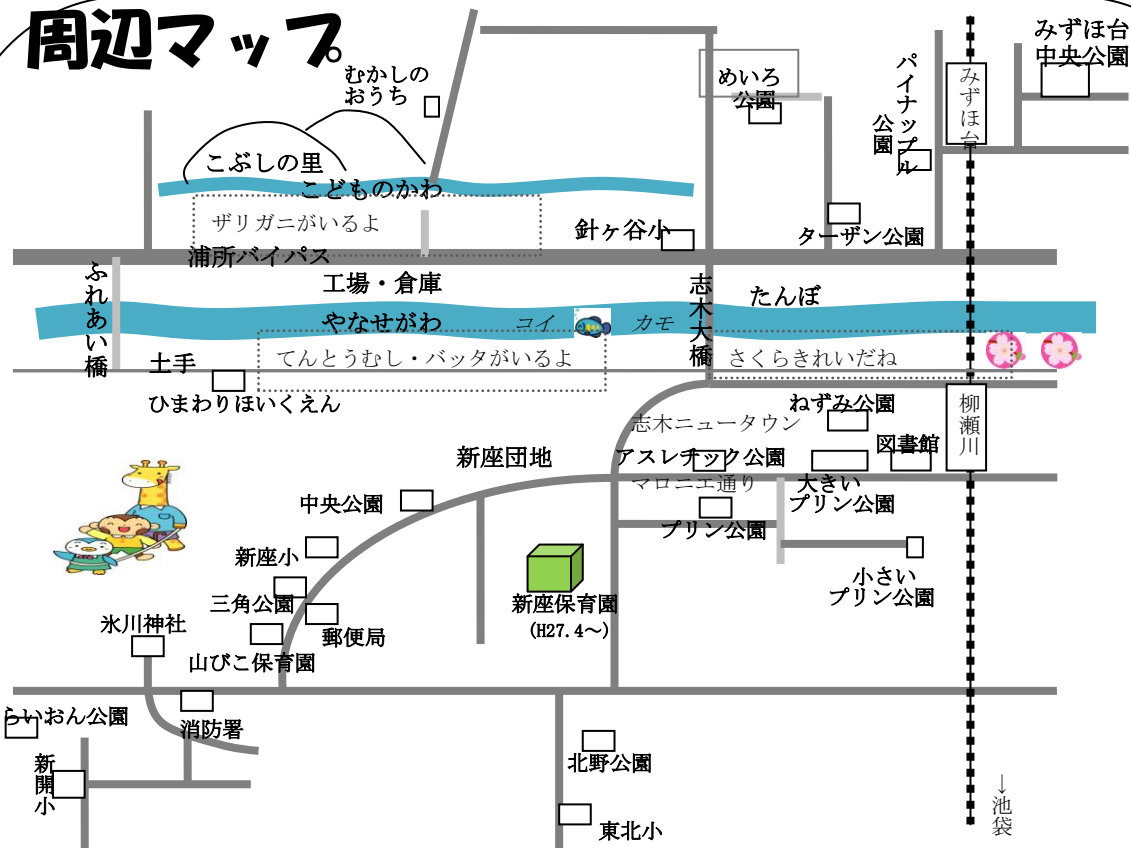 周辺マップ
みずほ台
中央公園
むかしの
おうち
めいろ
公園
パイナップル
公園
みずほ台
こぶしの里
こどものかわ
ザリガニがいるよ
針ヶ谷小
ターザン公園
浦所バイパス
ふれあい橋
工場・倉庫
志木大橋
たんぼ
やなせがわ
コイ
カモ
土手
てんとうむし・バッタがいるよ
さくらきれいだね
ひまわりほいくえん
ねずみ公園
柳瀬川
志木ニュータウン
図書館
新座団地
アスレチック公園
マロニエ通り
大きい
プリン公園
中央公園
プリン公園
新座小
小さい
プリン公園
三角公園
新座保育園
(H27.4～)
氷川神社
郵便局
山びこ保育園
らいおん公園
消防署
新開小
北野公園
↓池袋
東北小